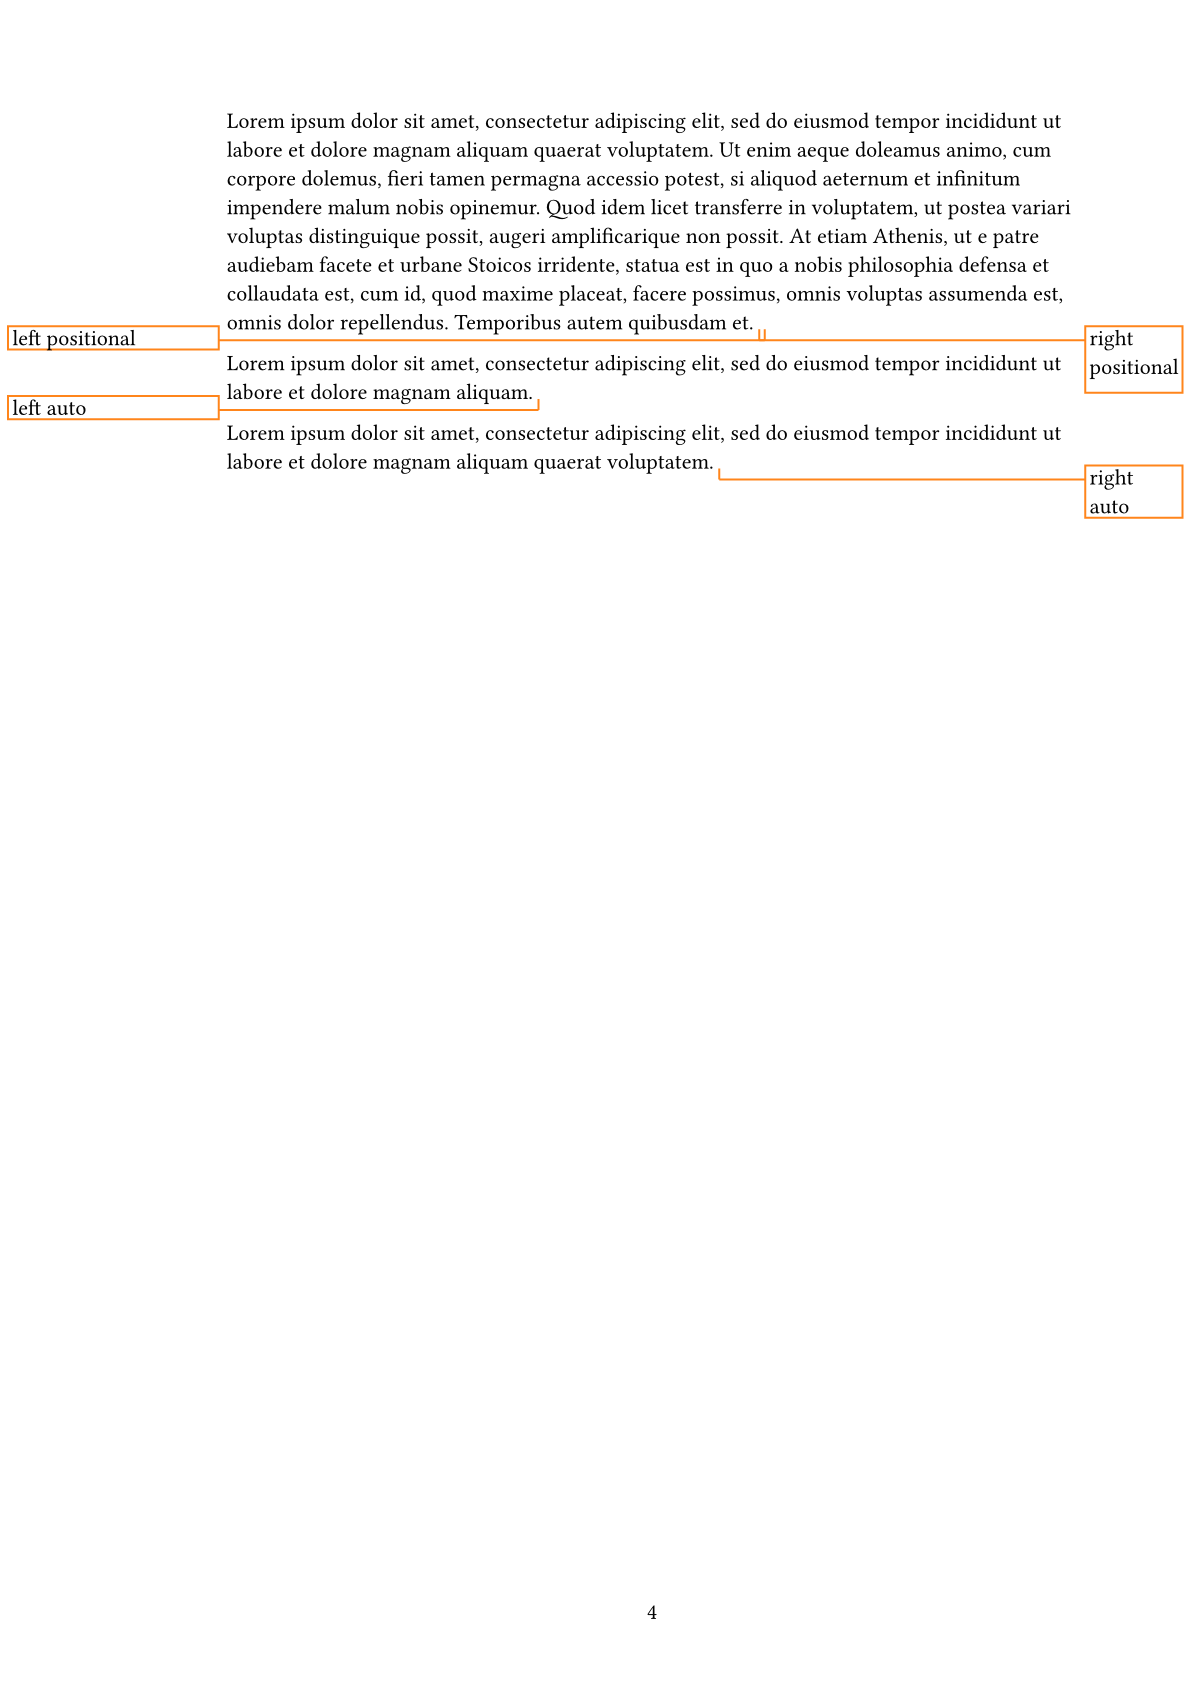 Lorem ipsum dolor sit amet, consectetur adipiscing elit, sed do eiusmod tempor incididunt ut
labore et dolore magnam aliquam quaerat voluptatem. Ut enim aeque doleamus animo, cum
corpore dolemus, fieri tamen permagna accessio potest, si aliquod aeternum et infinitum
impendere malum nobis opinemur. Quod idem licet transferre in voluptatem, ut postea variari
voluptas distinguique possit, augeri amplificarique non possit. At etiam Athenis, ut e patre
audiebam facete et urbane Stoicos irridente, statua est in quo a nobis philosophia defensa et
collaudata est, cum id, quod maxime placeat, facere possimus, omnis voluptas assumenda est,
omnis dolor repellendus. Temporibus autem quibusdam et.
left positional
right
positional
Lorem ipsum dolor sit amet, consectetur adipiscing elit, sed do eiusmod tempor incididunt ut
labore et dolore magnam aliquam.
left auto
Lorem ipsum dolor sit amet, consectetur adipiscing elit, sed do eiusmod tempor incididunt ut
labore et dolore magnam aliquam quaerat voluptatem.
right
auto
4